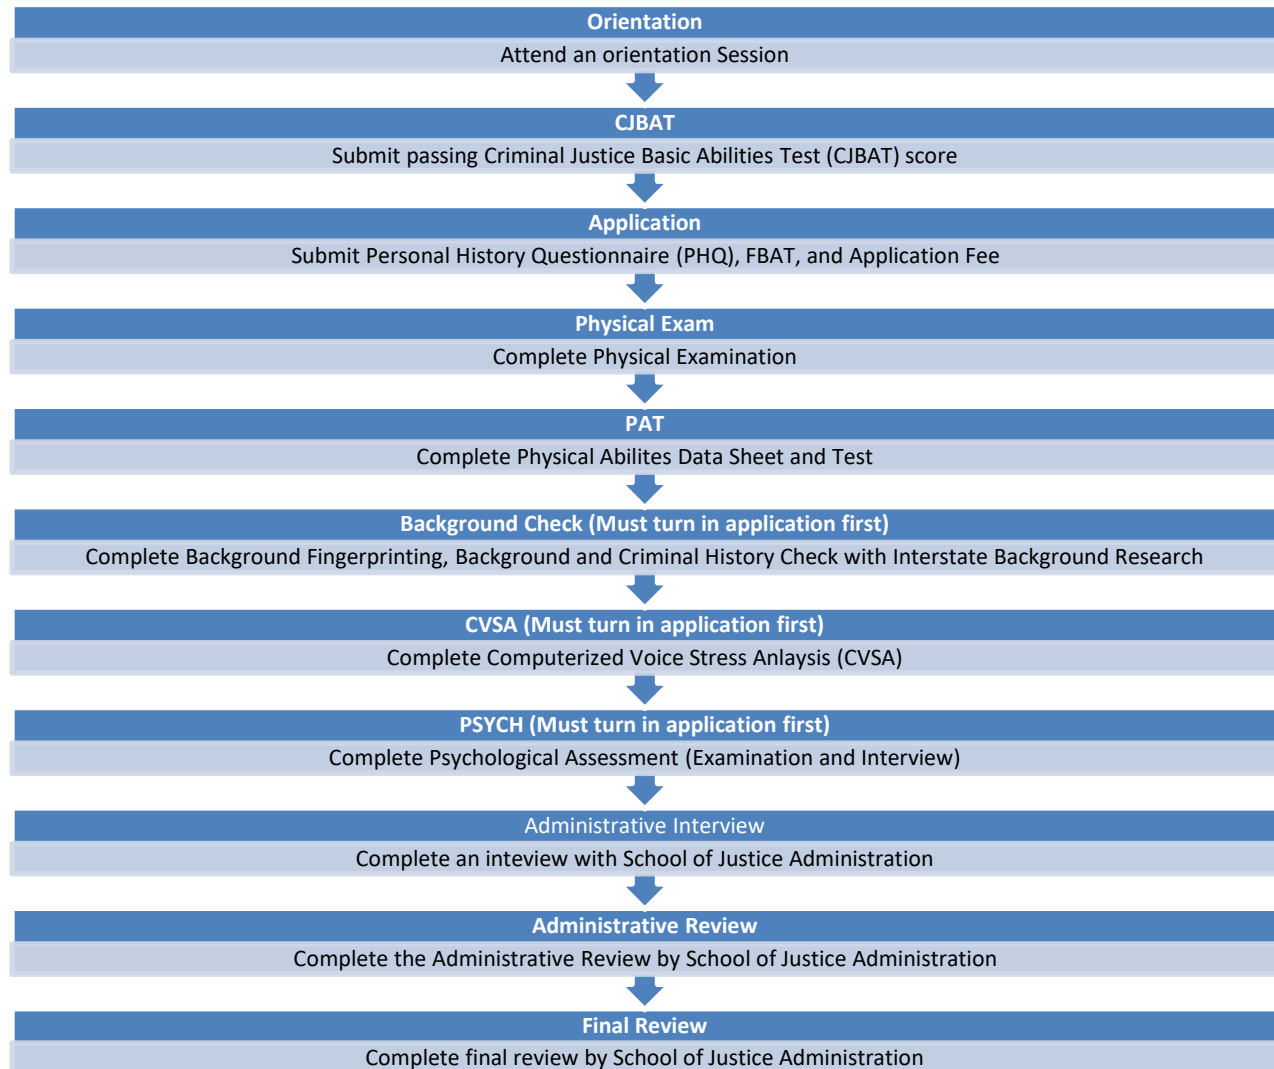 Orientation
Attend an orientation Session
CJBAT
Submit passing Criminal Justice Basic Abilities Test (CJBAT) score
Application
Submit Personal History Questionnaire (PHQ), FBAT, and Application Fee
Physical Exam
Complete Physical Examination
PAT
Complete Physical Abilites Data Sheet and Test
Background Check (Must turn in application first)
Complete Background Fingerprinting, Background and Criminal History Check with Interstate Background Research
CVSA (Must turn in application first)
Complete Computerized Voice Stress Anlaysis (CVSA)
PSYCH (Must turn in application first)
Complete Psychological Assessment (Examination and Interview)
Administrative Interview
Complete an inteview with School of Justice Administration
Administrative Review
Complete the Administrative Review by School of Justice Administration
Final Review
Complete final review by School of Justice Administration